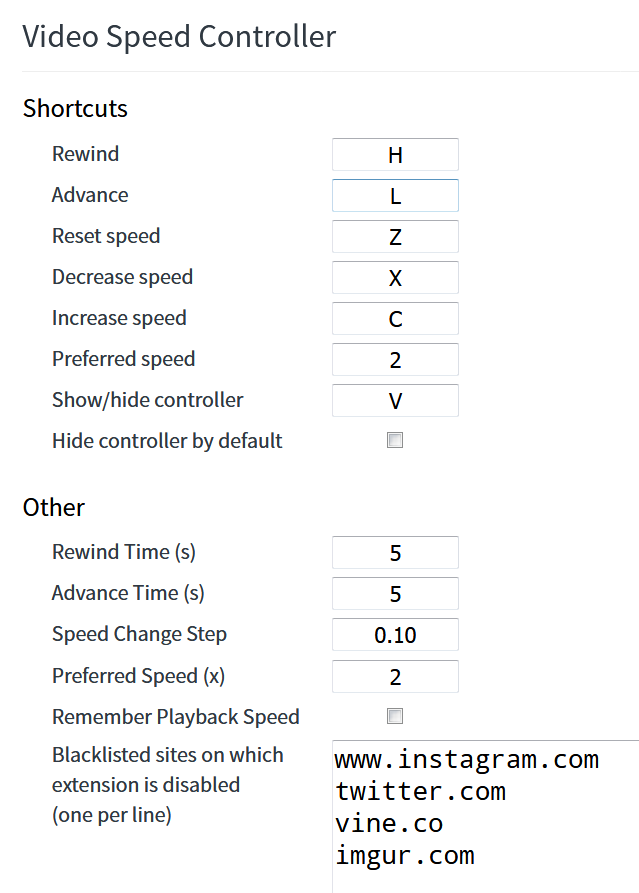 Video Speed Controller
Shortcuts
Rewind H
Advance L
Reset speed Z
Decrease speed X
Increase speed C
Preferred speed 2
Show/hide controller V
Hide controller by default
Other
Rewind Time (s) 5
Advance Time (s) 5
Speed Change Step 0.10
Preferred Speed (x) 2
Remember Playback Speed
Blacklisted sites on which
extension is disabled
(one per line)
www.instagram.com
twitter.com
vine.co
imgur.com